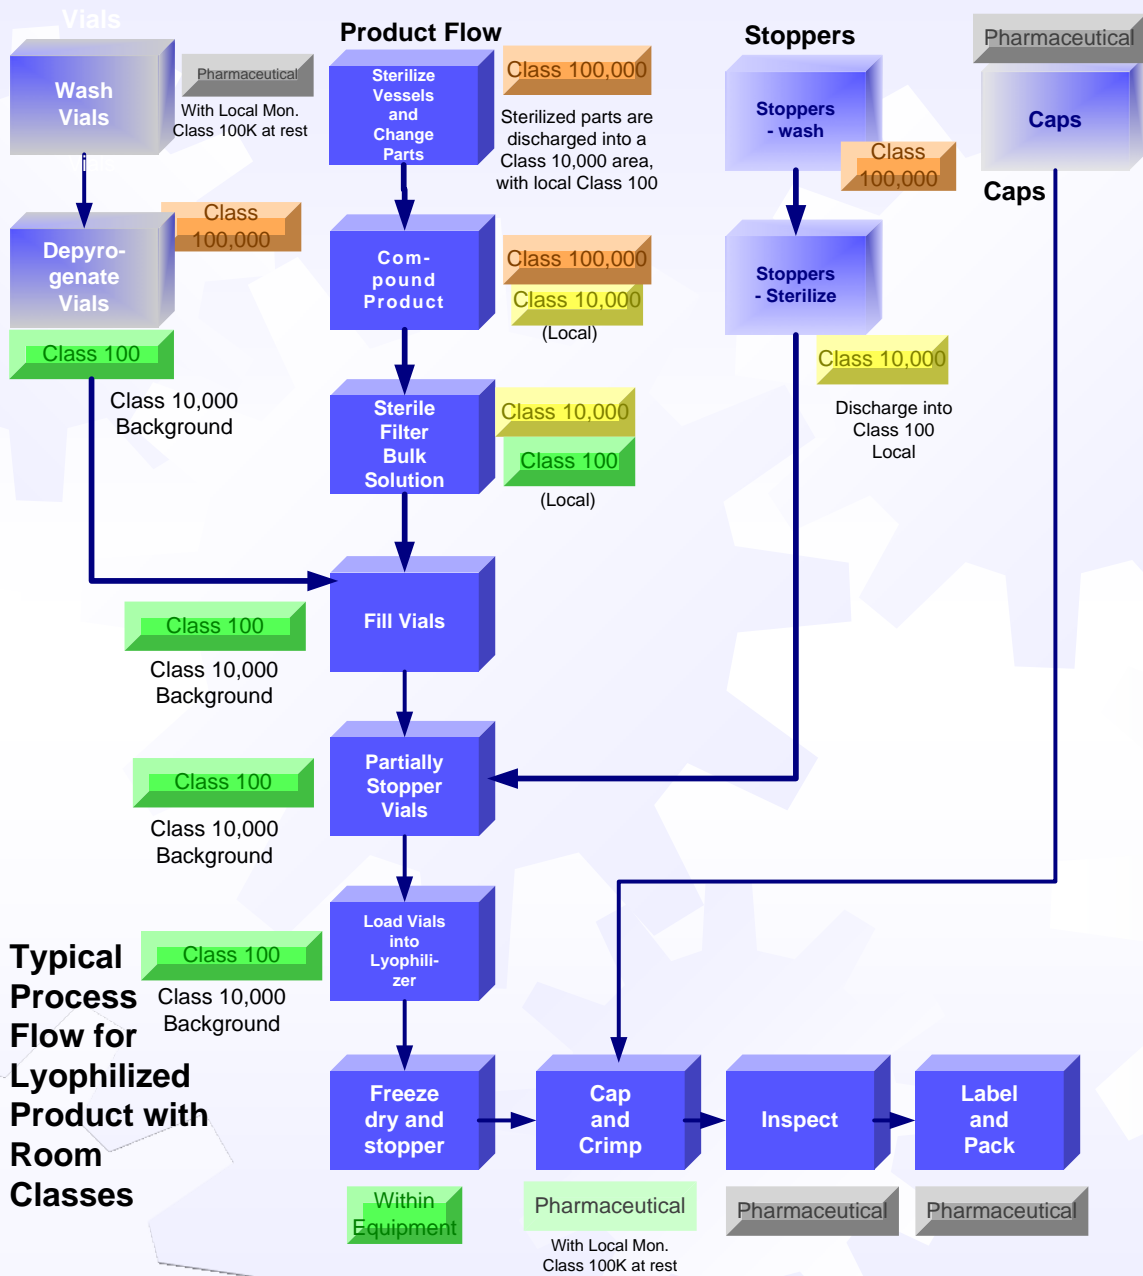 Vials
Wash
Vials
Pharmaceutical
With Local Mon.
Class 100K at rest
Depyro-
genate
Vials
Class
100,000
Class 100
Class 10,000
Background
Product Flow
Sterilize
Vessels
and
Change
Parts
Class 100,000
Sterilized parts are
discharged into a
Class 10,000 area,
with local Class 100
Com-
pound
Product
Class 100,000
Class 10,000
(Local)
Sterile
Filter
Bulk
Solution
Class 10,000
Class 100
(Local)
Stoppers
Stoppers
- wash
Class
100,000
Stoppers
- Sterilize
Class 10,000
Discharge into
Class 100
Local
Pharmaceutical
Caps
Caps
Fill Vials
Class 100
Class 10,000
Background
Partially
Stopper
Vials
Class 100
Class 10,000
Background
Load Vials
into
Lyophili-
zer
Class 100
Class 10,000
Background
Typical
Process
Flow for
Lyophilized
Product with
Room
Classes
Freeze
dry and
stopper
Within
Equipment
Cap
and
Crimp
Pharmaceutical
With Local Mon.
Class 100K at rest
Inspect
Pharmaceutical
Label
and
Pack
Pharmaceutical